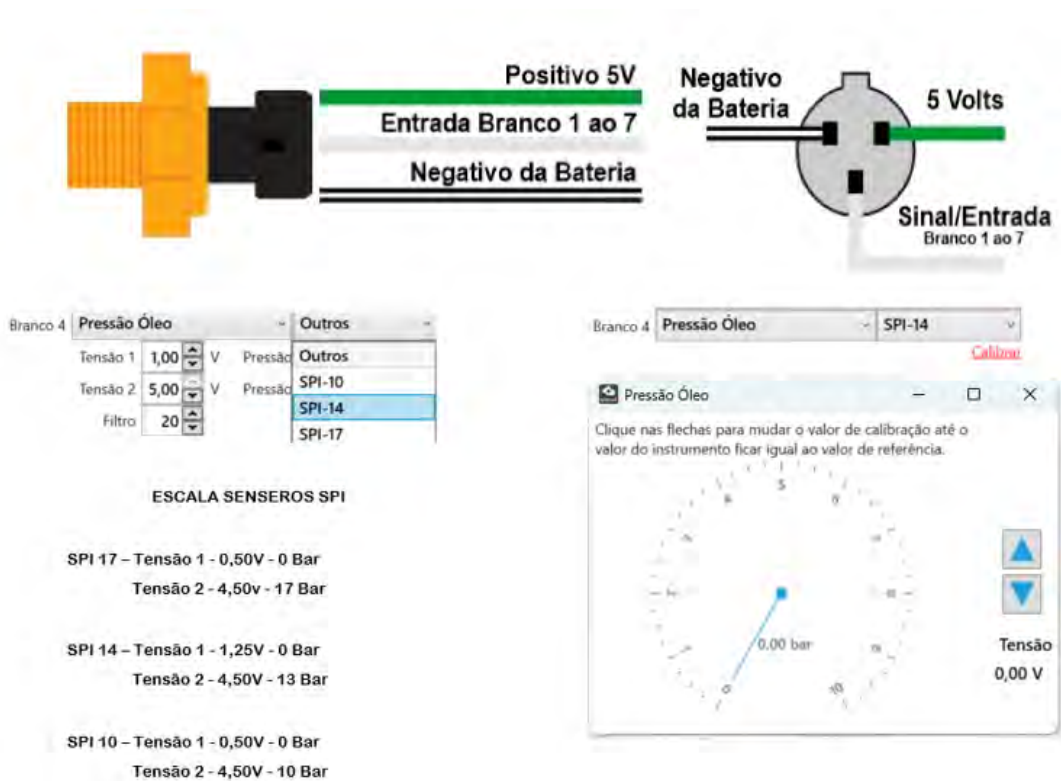 Positivo 5V
Entrada Branco 1 ao 7
Negativo da Bateria
Negativo
da Bateria
5 Volts
Sinal/Entrada
Branco 1 ao 7
Branco 4 Pressão Óleo Outros
Tensão 1 1,00 V Pressão Outros
Tensão 2 5,00 V Pressão SPI-10
Filtro 20 SPI-14
SPI-17
Branco 4 Pressão Óleo SPI-14
Calibrar
Pressão Óleo
Clique nas flechas para mudar o valor de calibração até o
valor do instrumento ficar igual ao valor de referência.
5
0,00 bar
0
10
Tensão
0,00 V
ESCALA SENSEROS SPI
SPI 17 – Tensão 1 - 0,50V - 0 Bar
Tensão 2 - 4,50v - 17 Bar
SPI 14 – Tensão 1 - 1,25V - 0 Bar
Tensão 2 - 4,50V - 13 Bar
SPI 10 – Tensão 1 - 0,50V - 0 Bar
Tensão 2 - 4,50V - 10 Bar